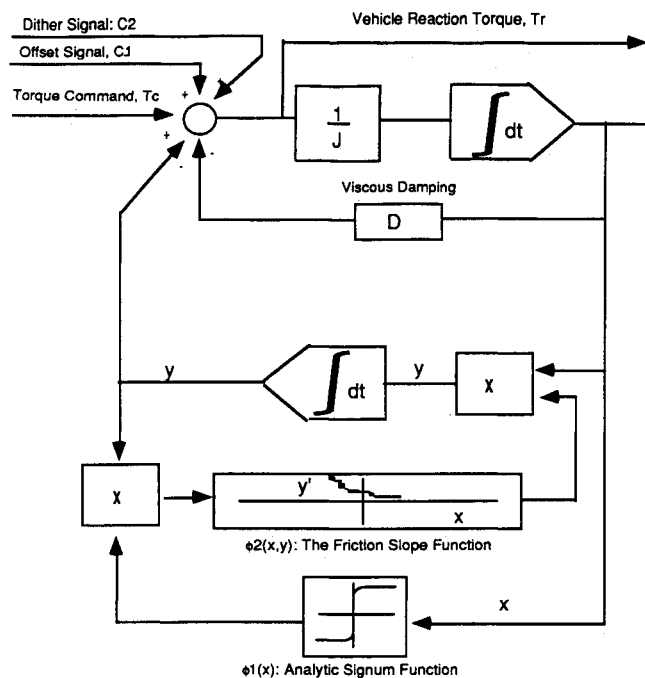 Dither Signal: C2
Vehicle Reaction Torque, Tr
Offset Signal, C1
Torque Command, Tc
+
+
+
+
-
-
1
J
∫ dt
Viscous Damping
D
y
∫ dt
y
X
X
y'
x
ϕ2(x,y): The Friction Slope Function
x
ϕ1(x): Analytic Signum Function